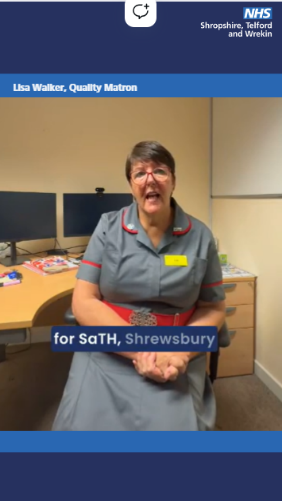 NHS
Shropshire, Telford
and Wrekin
Lisa Walker, Quality Matron
for SaTH, Shrewsbury